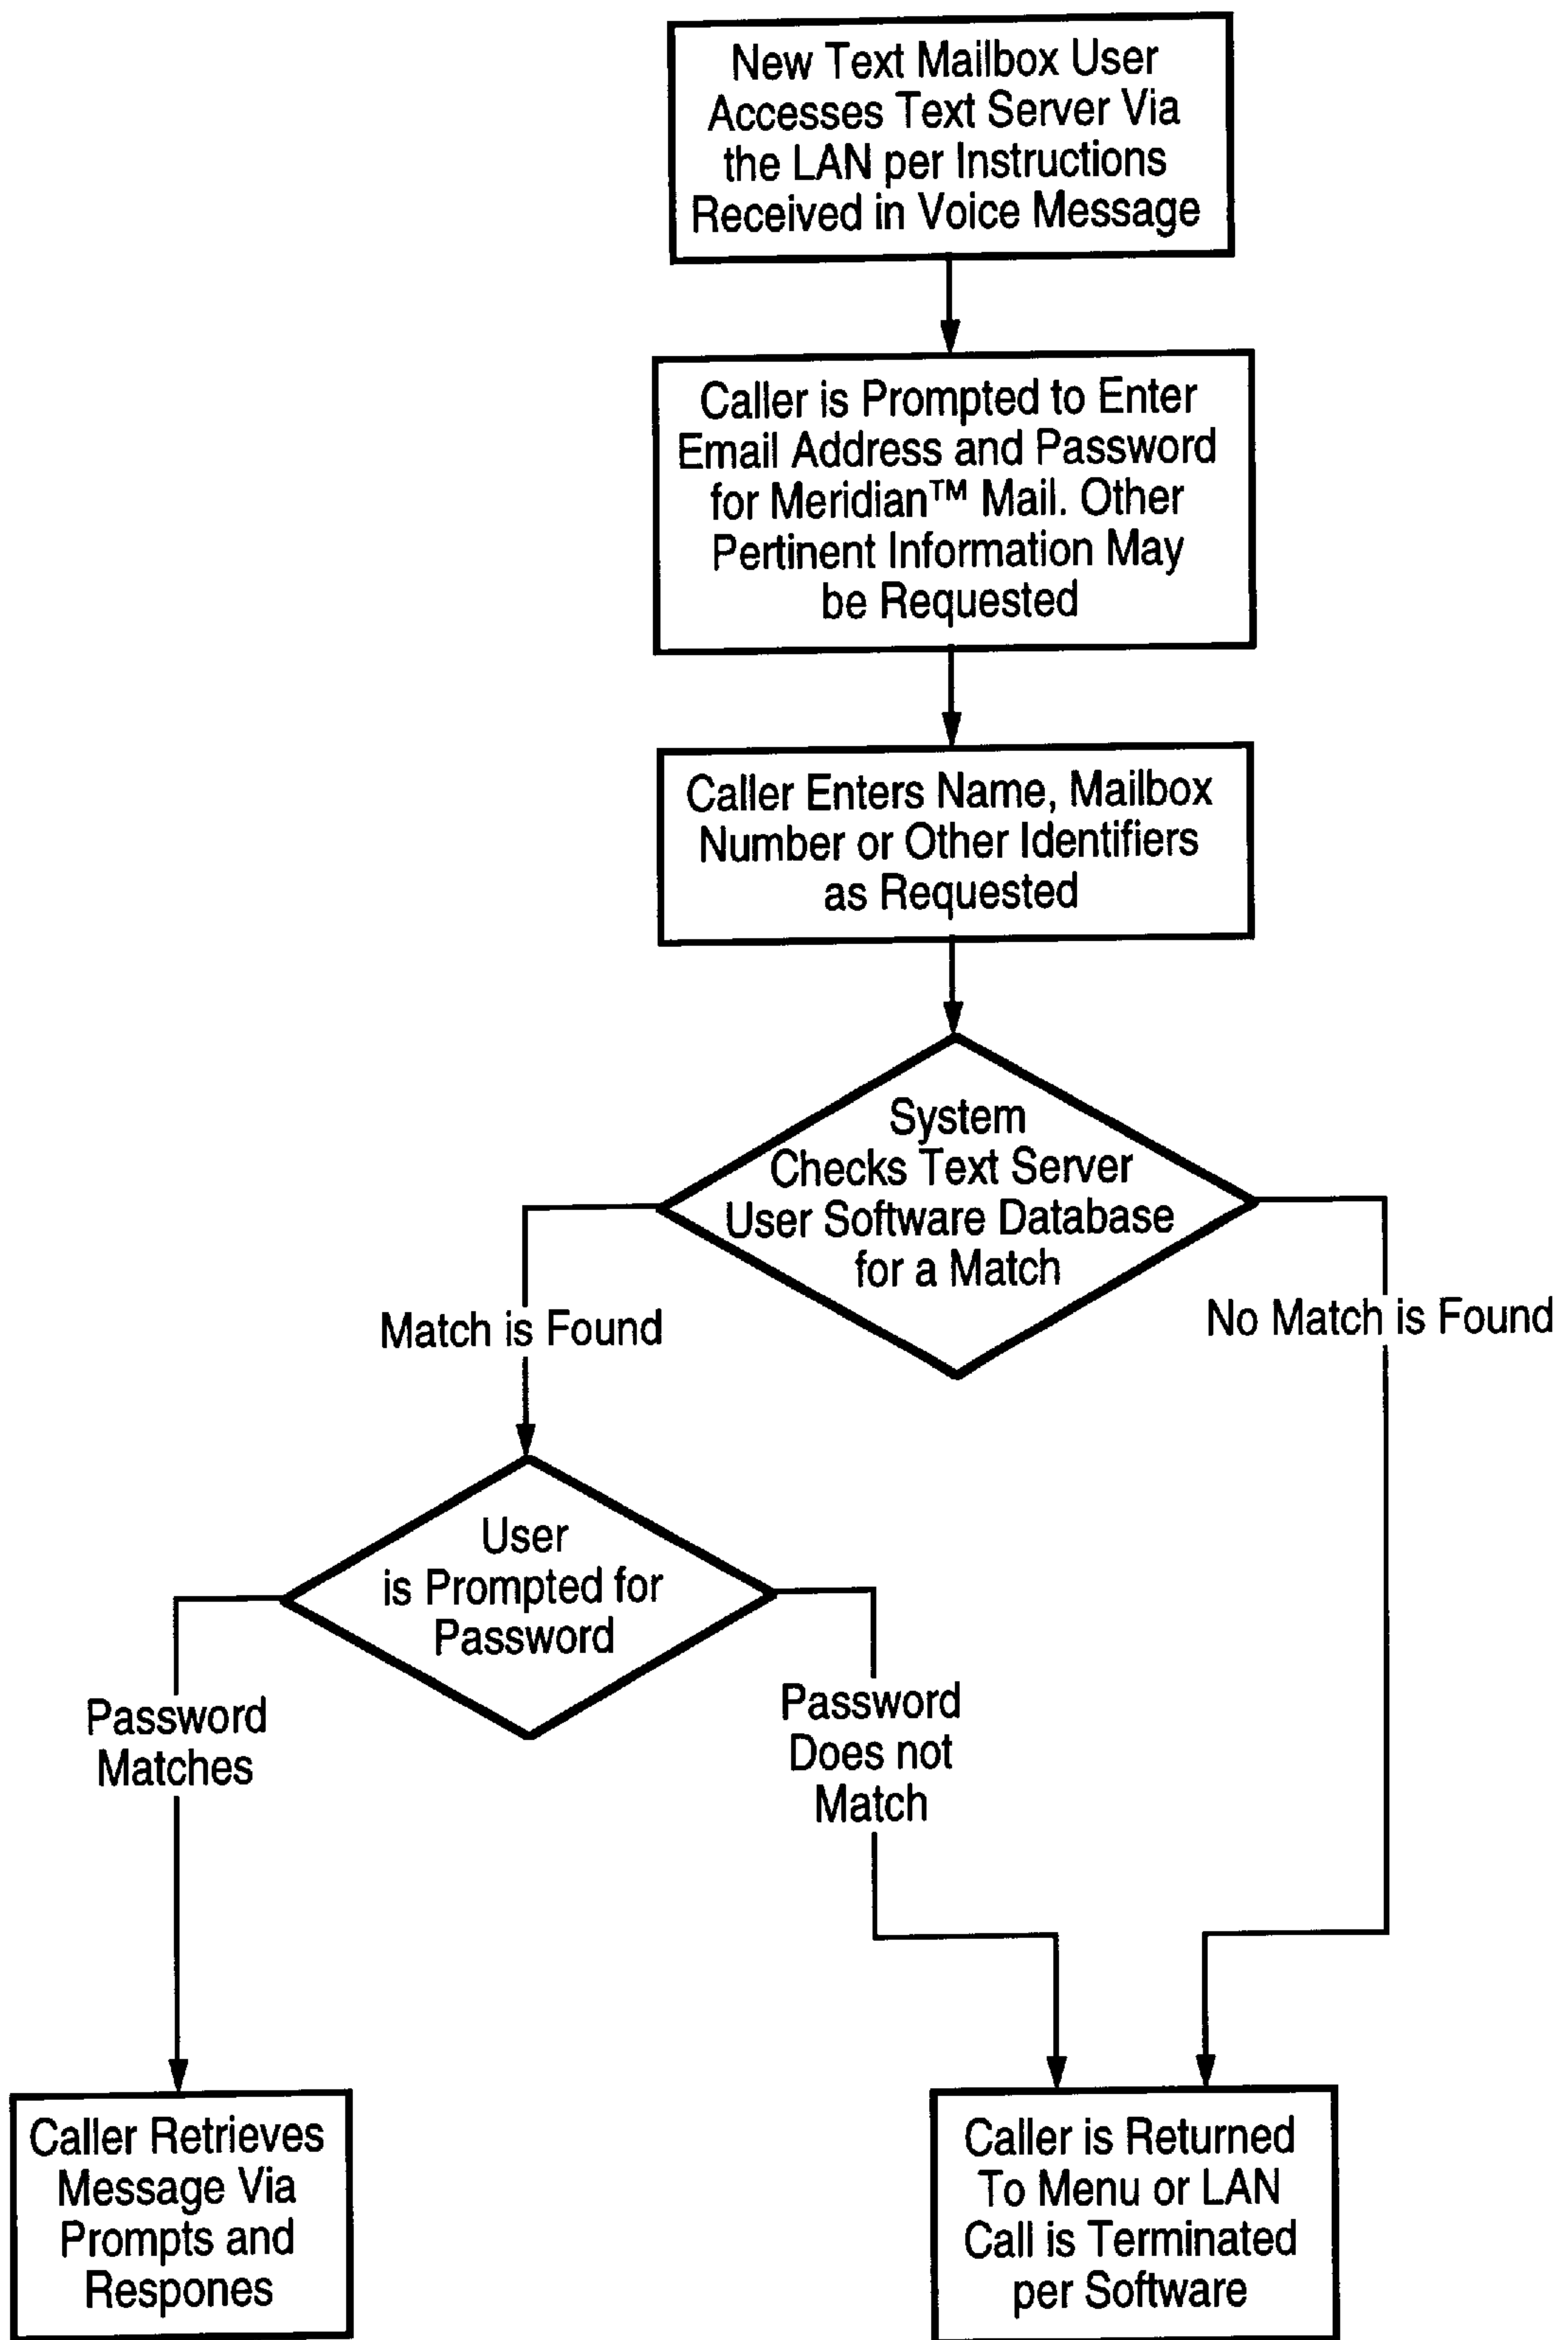 New Text Mailbox User
Accesses Text Server Via
the LAN per Instructions
Received in Voice Message
Caller is Prompted to Enter
Email Address and Password
for Meridian™ Mail. Other
Pertinent Information May
be Requested
Caller Enters Name, Mailbox
Number or Other Identifiers
as Requested
System
Checks Text Server
User Software Database
for a Match
Match is Found
No Match is Found
User
is Prompted for
Password
Password
Matches
Password
Does not
Match
Caller Retrieves
Message Via
Prompts and
Respones
Caller is Returned
To Menu or LAN
Call is Terminated
per Software